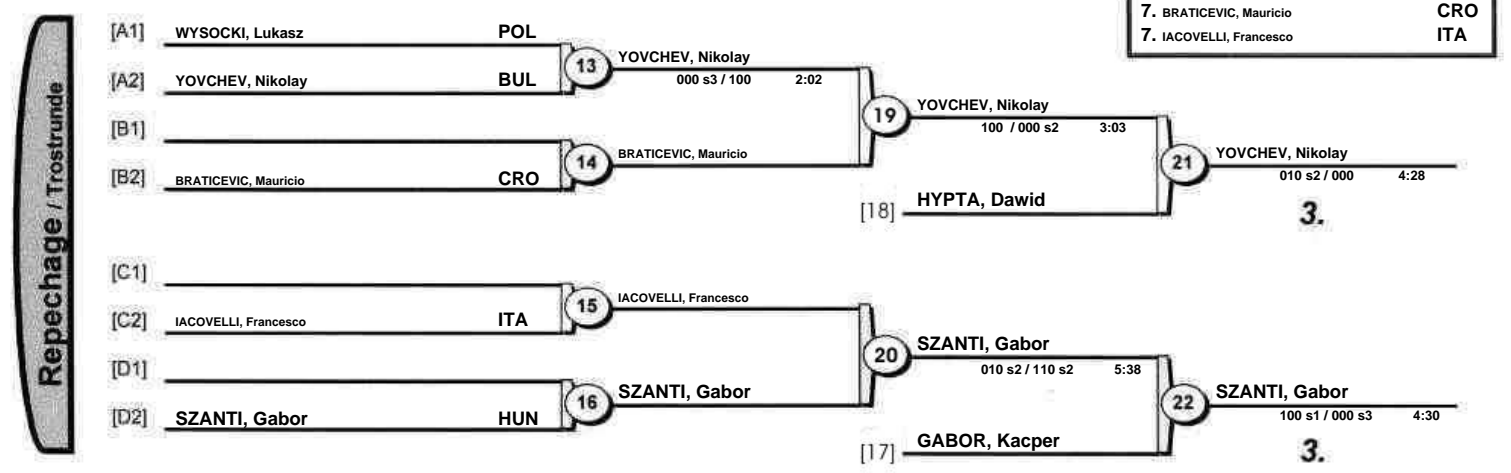 7. BRATICEVIC, Mauricio CRO
7. IACOVELLI, Francesco ITA
Repechage / Trostrunde
[A1] WYSOCKI, Lukasz POL
13 YOVCHEV, Nikolay
000 s3 / 100 2:02
[A2] YOVCHEV, Nikolay BUL
19 YOVCHEV, Nikolay
100 / 000 s2 3:03
[B1]
14 BRATICEVIC, Mauricio
[B2] BRATICEVIC, Mauricio CRO
21 YOVCHEV, Nikolay
010 s2 / 000 4:28
[18] HYPTA, Dawid
3.
[C1]
15 IACOVELLI, Francesco
[C2] IACOVELLI, Francesco ITA
20 SZANTI, Gabor
010 s2 / 110 s2 5:38
[D1]
16 SZANTI, Gabor
[D2] SZANTI, Gabor HUN
22 SZANTI, Gabor
100 s1 / 000 s3 4:30
[17] GABOR, Kacper
3.